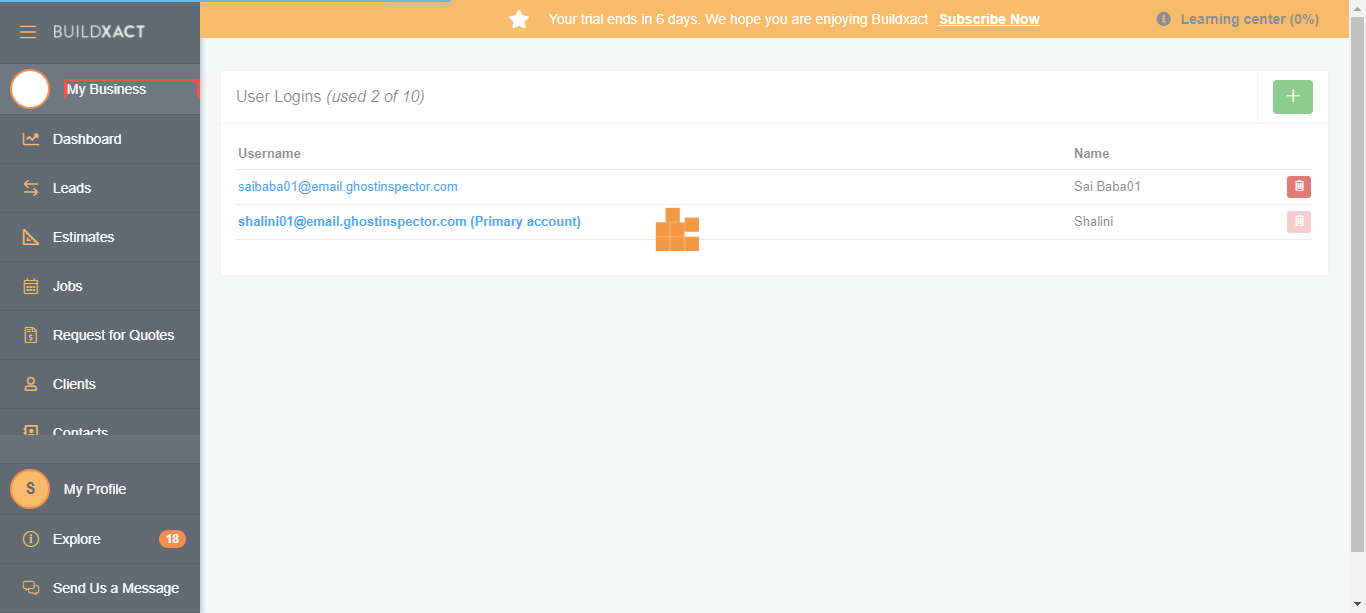 BUILDXACT
Your trial ends in 6 days. We hope you are enjoying Buildxact Subscribe Now
Learning center (0%)
My Business
Dashboard
Leads
Estimates
Jobs
Request for Quotes
Clients
Contacts
S My Profile
Explore 18
Send Us a Message
User Logins (used 2 of 10)
+
Username Name
saibaba01@email.ghostinspector.com Sai Baba01
shalini01@email.ghostinspector.com (Primary account) Shalini